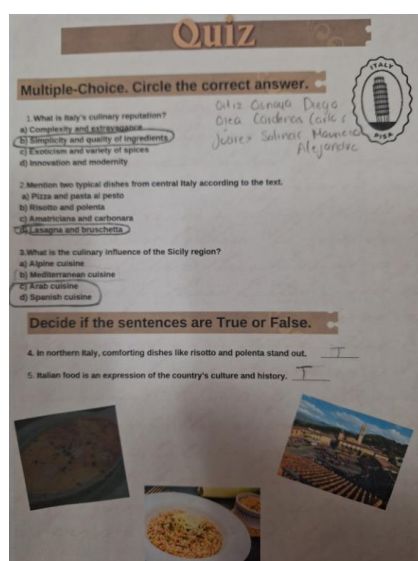 Quiz
Multiple-Choice. Circle the correct answer.
ITALY
PISA
Ortiz Osnaya Diego
Olea Cardenas Carlos
Juárez Salinas
Alejandro
1.What is Italy's culinary reputation?
a) Complexity and extravagance
b) Simplicity and quality of ingredients
c) Exoticism and variety of spices
d) Innovation and modernity
2.Mention two typical dishes from central Italy according to the text.
a) Pizza and pasta al pesto
b) Risotto and polenta
c) Amatriciana and carbonara
d) Lasagna and bruschetta
3.What is the culinary influence of the Sicily region?
a) Alpine cuisine
b) Mediterranean cuisine
c) Arab cuisine
d) Spanish cuisine
Decide if the sentences are True or False.
4. In northern Italy, comforting dishes like risotto and polenta stand out. T
5. Italian food is an expression of the country's culture and history. T